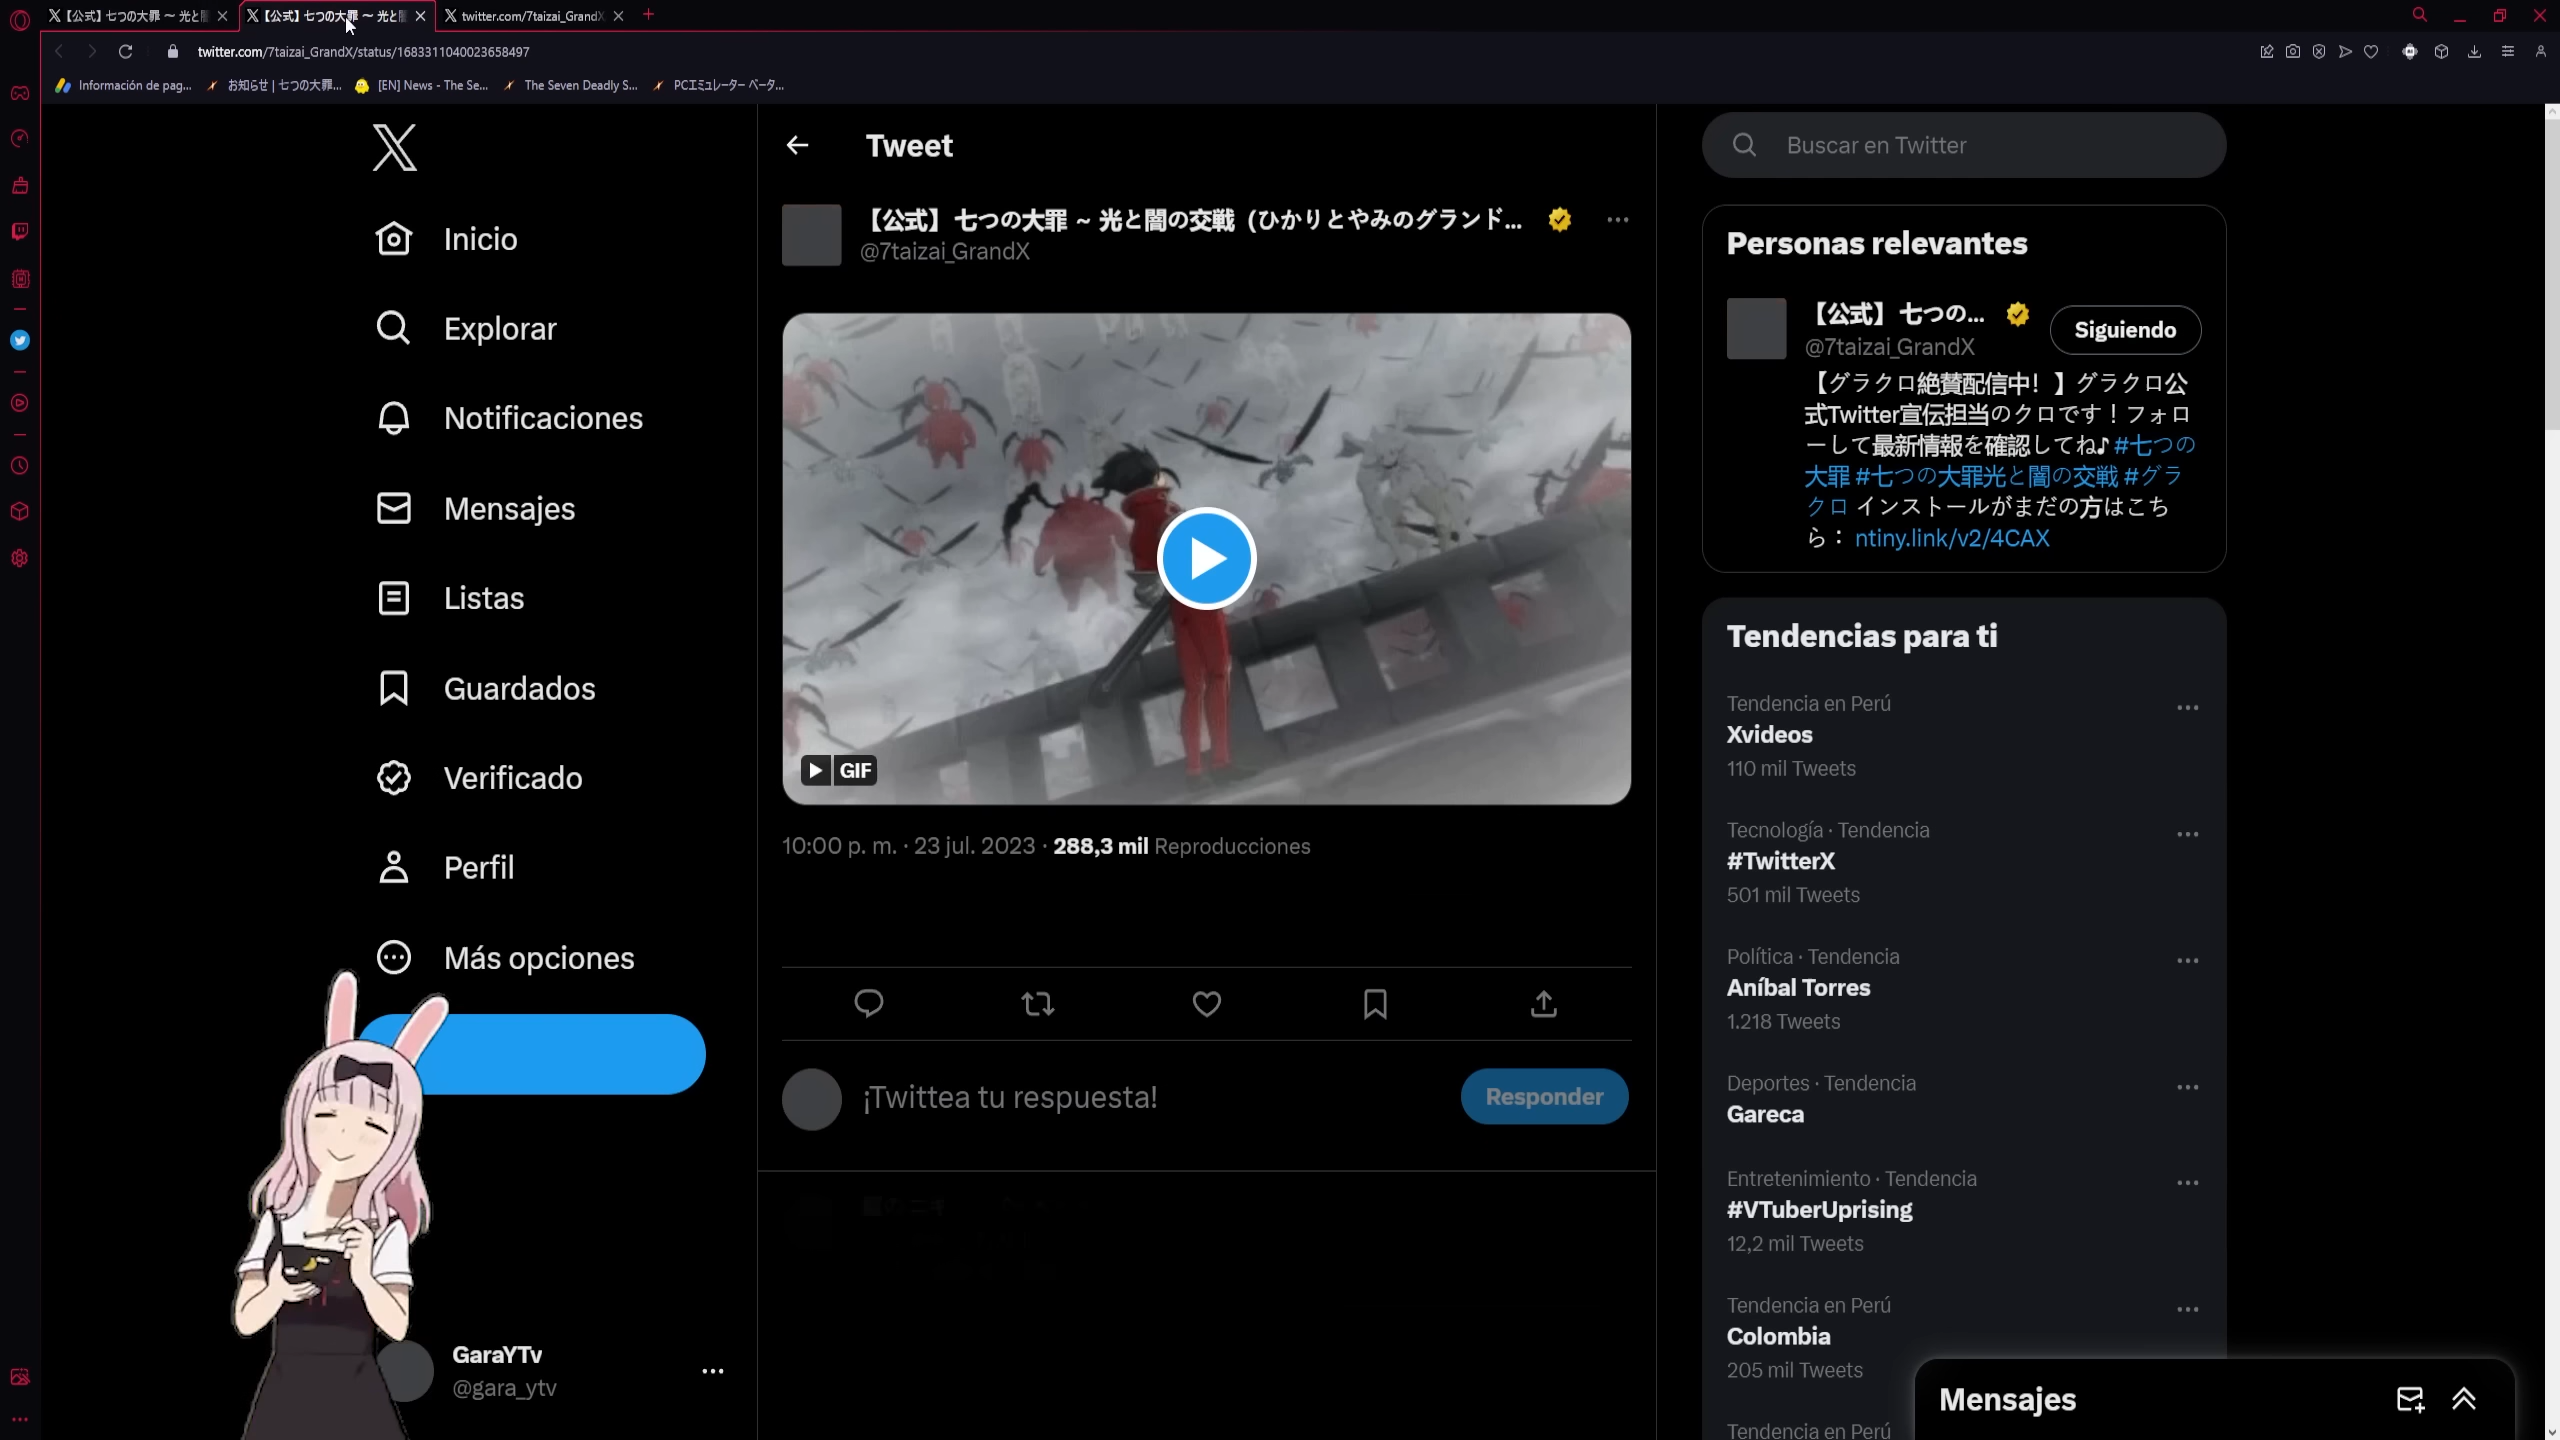 【公式】七つの大罪 ～ 光と闇
【公式】七つの大罪 ～ 光と闇
twitter.com/7taizai_GrandX
twitter.com/7taizai_GrandX/status/1683311040023658497
Información de pag...
お知らせ | 七つの大罪...
[EN] News - The Se...
The Seven Deadly S...
PCエミュレーター ベータ...
Inicio
Explorar
Notificaciones
Mensajes
Listas
Guardados
Verificado
Perfil
Más opciones
GaraYTv
@gara_ytv
Tweet
【公式】七つの大罪 ~ 光と闇の交戦（ひかりとやみのグランド...
@7taizai_GrandX
GIF
10:00 p. m. · 23 jul. 2023 · 288,3 mil Reproducciones
¡Twittea tu respuesta!
Responder
Buscar en Twitter
Personas relevantes
【公式】七つの...
Siguiendo
@7taizai_GrandX
【グラクロ絶賛配信中！】グラクロ公
式Twitter宣伝担当のクロです！フォロ
ーして最新情報を確認してね♪ #七つの
大罪 #七つの大罪光と闇の交戦 #グラ
クロ インストールがまだの方はこち
ら： ntiny.link/v2/4CAX
Tendencias para ti
Tendencia en Perú
Xvideos
110 mil Tweets
Tecnología · Tendencia
#TwitterX
501 mil Tweets
Política · Tendencia
Aníbal Torres
1.218 Tweets
Deportes · Tendencia
Gareca
Entretenimiento · Tendencia
#VTuberUprising
12,2 mil Tweets
Tendencia en Perú
Colombia
205 mil Tweets
Tendencia en Perú
Mensajes